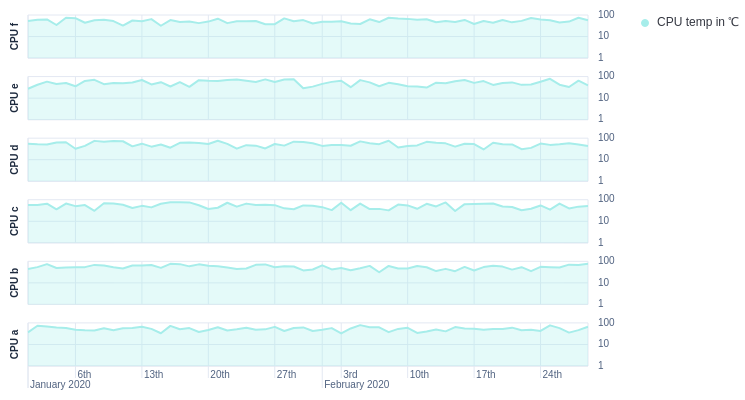 CPU temp in °C
CPU f
100
10
1
CPU e
100
10
1
CPU d
100
10
1
CPU c
100
10
1
CPU b
100
10
1
CPU a
100
10
1
6th 13th 20th 27th 3rd 10th 17th 24th
January 2020 February 2020